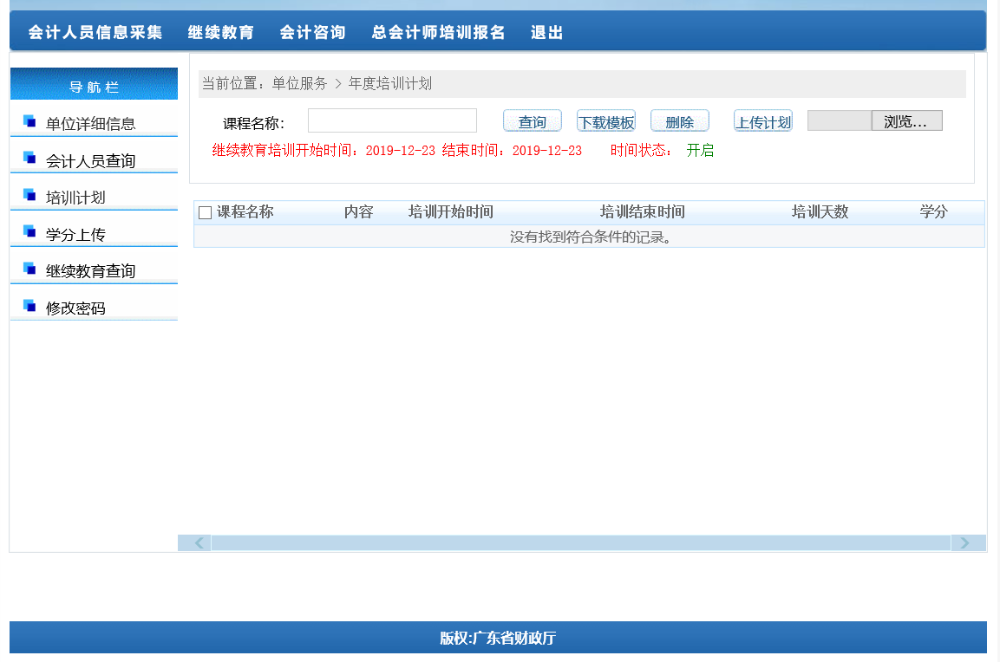 会计人员信息采集 继续教育 会计咨询 总会计师培训报名 退出
导航栏
单位详细信息
会计人员查询
培训计划
学分上传
继续教育查询
修改密码
当前位置：单位服务 > 年度培训计划
课程名称： 查询 下载模板 删除 上传计划 浏览...
继续教育培训开始时间：2019-12-23 结束时间：2019-12-23 时间状态： 开启
课程名称 内容 培训开始时间 培训结束时间 培训天数 学分
没有找到符合条件的记录。
版权:广东省财政厅